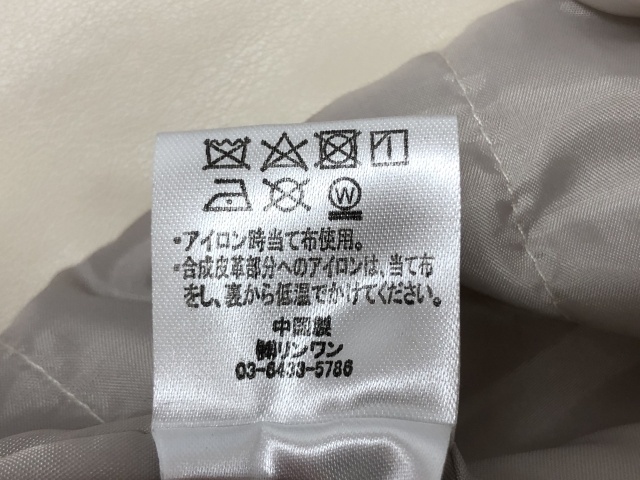 W
・アイロン時当て布使用。
・合成皮革部分へのアイロンは、当て布
をし、裏から低温でかけてください。
中国製
㈱リンワン
03-6433-5786